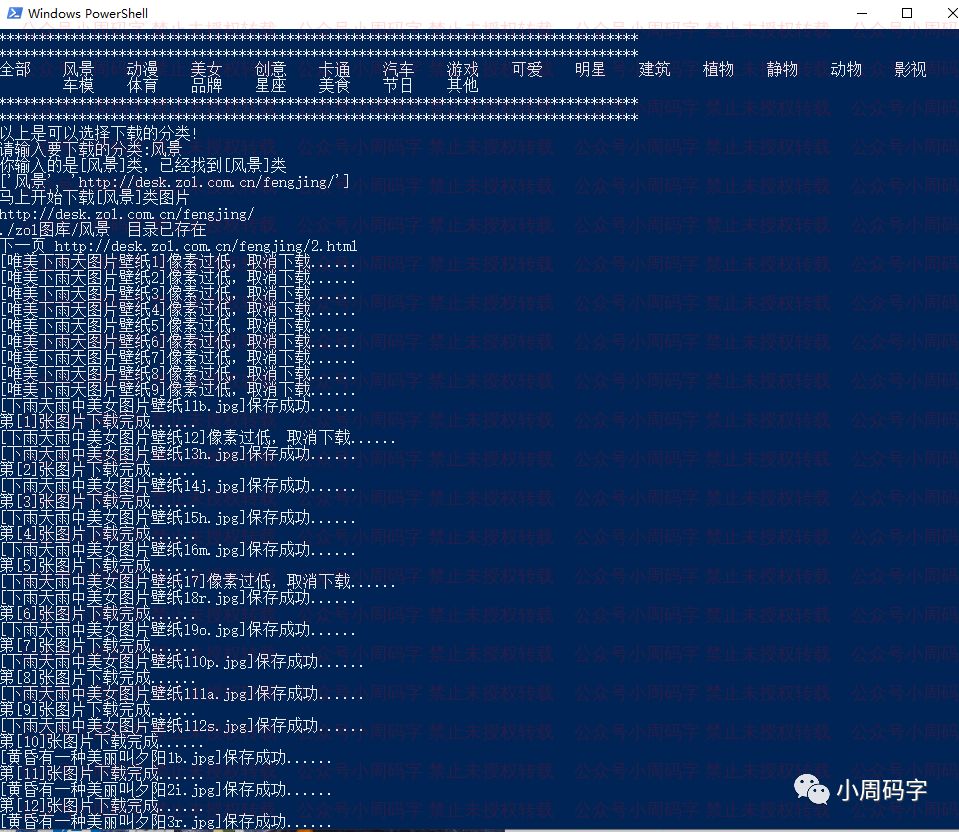 Windows PowerShell
********************************************************************************
********************************************************************************
全部 风景 动漫 美女 创意 卡通 汽车 游戏 可爱 明星 建筑 植物 静物 动物 影视
车模 体育 品牌 星座 美食 节日 其他
********************************************************************************
********************************************************************************
以上是可以选择下载的分类!
请输入要下载的分类:风景
你输入的是[风景]类，已经找到[风景]类
['风景', 'http://desk.zol.com.cn/fengjing/']
马上开始下载[风景]类图片
http://desk.zol.com.cn/fengjing/
./zol图库/风景 目录已存在
下一页 http://desk.zol.com.cn/fengjing/2.html
[唯美下雨天图片壁纸1]像素过低，取消下载......
[唯美下雨天图片壁纸2]像素过低，取消下载......
[唯美下雨天图片壁纸3]像素过低，取消下载......
[唯美下雨天图片壁纸4]像素过低，取消下载......
[唯美下雨天图片壁纸5]像素过低，取消下载......
[唯美下雨天图片壁纸6]像素过低，取消下载......
[唯美下雨天图片壁纸7]像素过低，取消下载......
[唯美下雨天图片壁纸8]像素过低，取消下载......
[唯美下雨天图片壁纸9]像素过低，取消下载......
[下雨天雨中美女图片壁纸11b.jpg]保存成功......
第[1]张图片下载完成......
[下雨天雨中美女图片壁纸12]像素过低，取消下载......
[下雨天雨中美女图片壁纸13h.jpg]保存成功......
第[2]张图片下载完成......
[下雨天雨中美女图片壁纸14j.jpg]保存成功......
第[3]张图片下载完成......
[下雨天雨中美女图片壁纸15h.jpg]保存成功......
第[4]张图片下载完成......
[下雨天雨中美女图片壁纸16m.jpg]保存成功......
第[5]张图片下载完成......
[下雨天雨中美女图片壁纸17]像素过低，取消下载......
[下雨天雨中美女图片壁纸18r.jpg]保存成功......
第[6]张图片下载完成......
[下雨天雨中美女图片壁纸19o.jpg]保存成功......
第[7]张图片下载完成......
[下雨天雨中美女图片壁纸110p.jpg]保存成功......
第[8]张图片下载完成......
[下雨天雨中美女图片壁纸111a.jpg]保存成功......
第[9]张图片下载完成......
[下雨天雨中美女图片壁纸112s.jpg]保存成功......
第[10]张图片下载完成......
[黄昏有一种美丽叫夕阳1b.jpg]保存成功......
第[11]张图片下载完成......
[黄昏有一种美丽叫夕阳2i.jpg]保存成功......
第[12]张图片下载完成......
[黄昏有一种美丽叫夕阳3r.jpg]保存成功......
小周码字